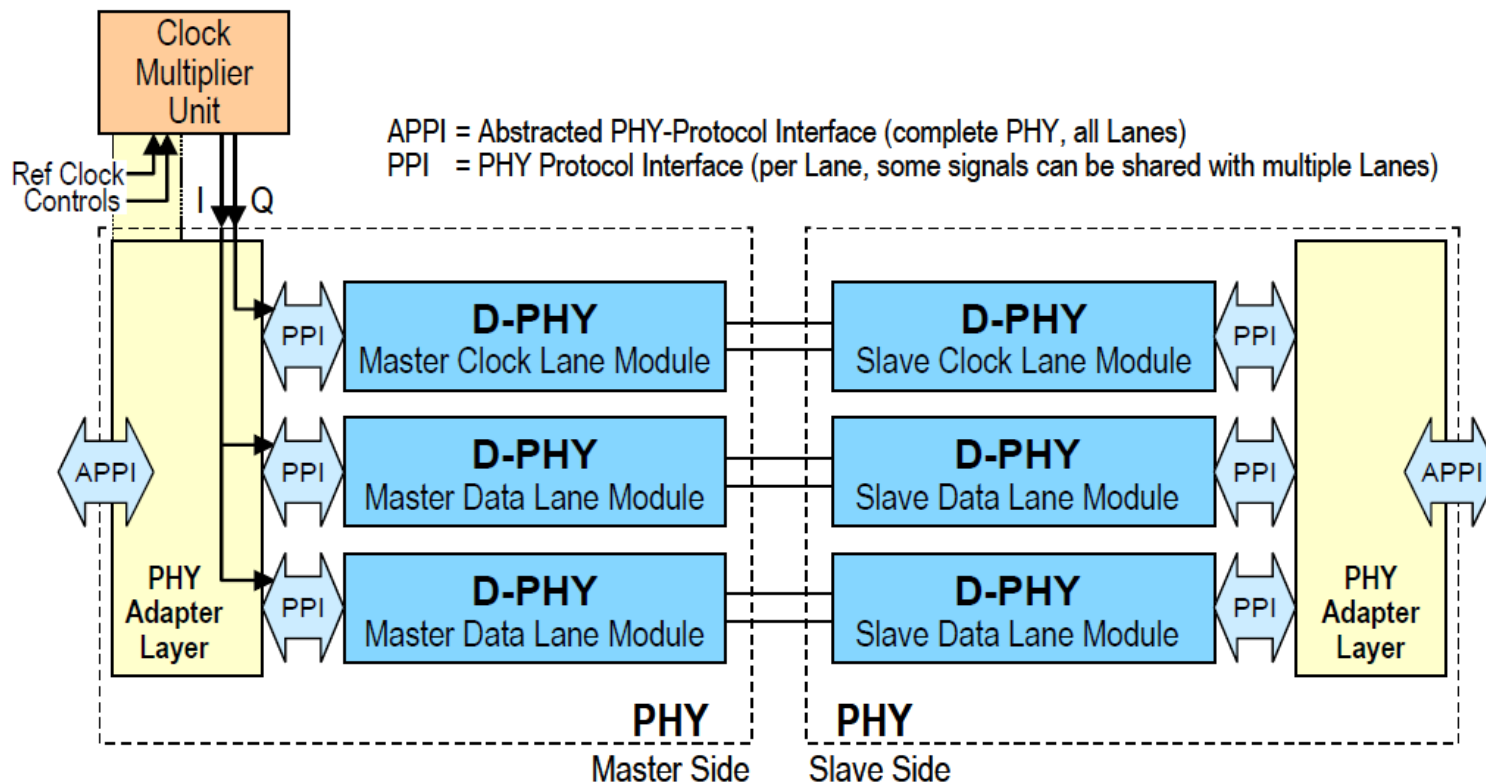 Clock
Multiplier
Unit
APPI = Abstracted PHY-Protocol Interface (complete PHY, all Lanes)
PPI = PHY Protocol Interface (per Lane, some signals can be shared with multiple Lanes)
Ref Clock
Controls
I Q
PPI
D-PHY
Master Clock Lane Module
D-PHY
Slave Clock Lane Module
PPI
APPI
PPI
D-PHY
Master Data Lane Module
D-PHY
Slave Data Lane Module
PPI
APPI
PHY
Adapter
Layer
PPI
D-PHY
Master Data Lane Module
D-PHY
Slave Data Lane Module
PPI
PHY
Adapter
Layer
PHY
Master Side
PHY
Slave Side